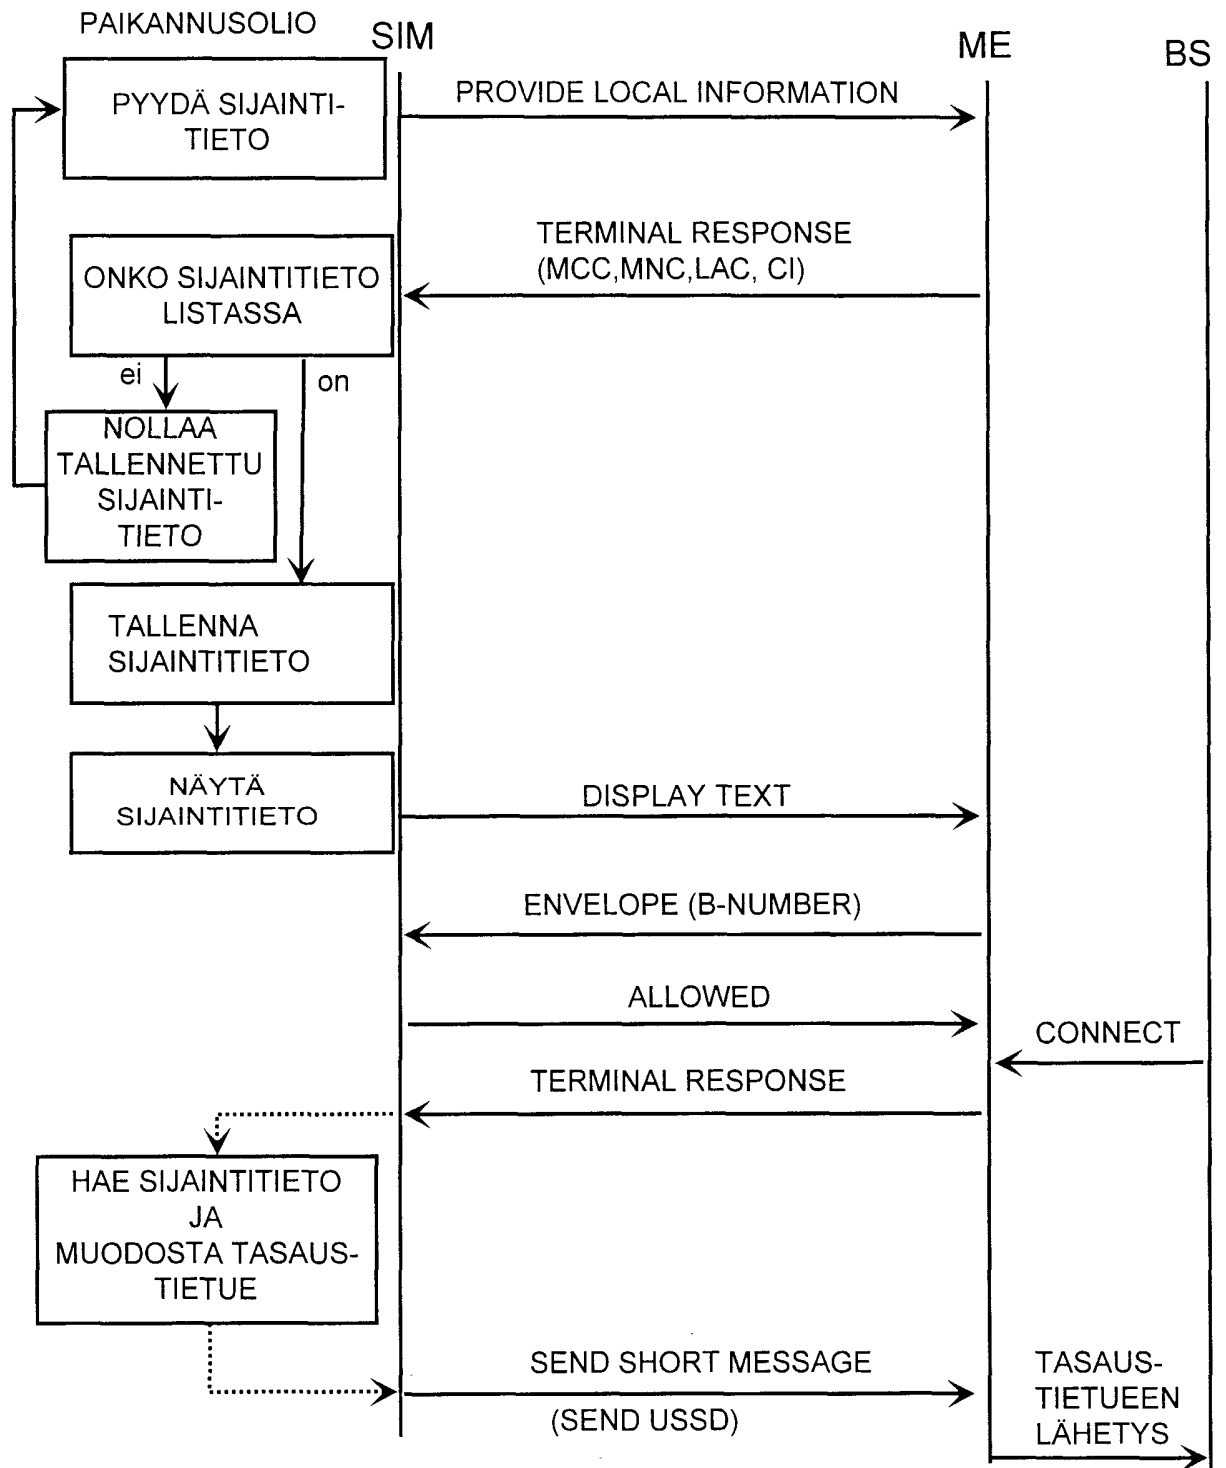 PAIKANNUSOLIO
SIM
ME
BS
PYYDÄ SIJAINTI-
TIETO
PROVIDE LOCAL INFORMATION
TERMINAL RESPONSE
(MCC,MNC,LAC, CI)
ONKO SIJAINTITIETO
LISTASSA
ei
on
NOLLAA
TALLENNETTU
SIJAINTI-
TIETO
TALLENNA
SIJAINTITIETO
NÄYTÄ
SIJAINTITIETO
DISPLAY TEXT
ENVELOPE (B-NUMBER)
ALLOWED
CONNECT
TERMINAL RESPONSE
HAE SIJAINTITIETO
JA
MUODOSTA TASAUS-
TIETUE
SEND SHORT MESSAGE
(SEND USSD)
TASAUS-
TIETUEEN
LÄHETYS